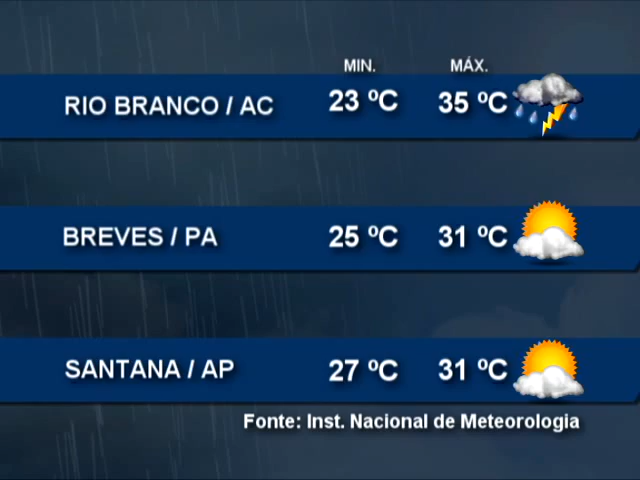 MIN. MÁX.
RIO BRANCO / AC 23 ºC 35 ºC
BREVES / PA 25 ºC 31 ºC
SANTANA / AP 27 ºC 31 ºC
Fonte: Inst. Nacional de Meteorologia